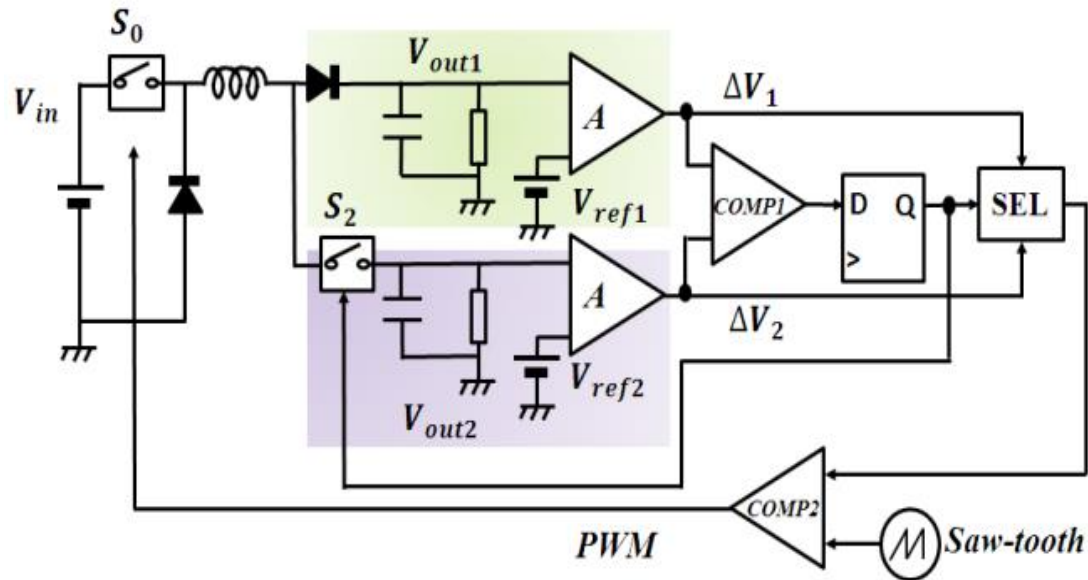 S0
Vin
Vout1
A
ΔV1
Vref1
COMP1
D Q
>
SEL
S2
A
ΔV2
Vref2
Vout2
COMP2
PWM
Saw-tooth